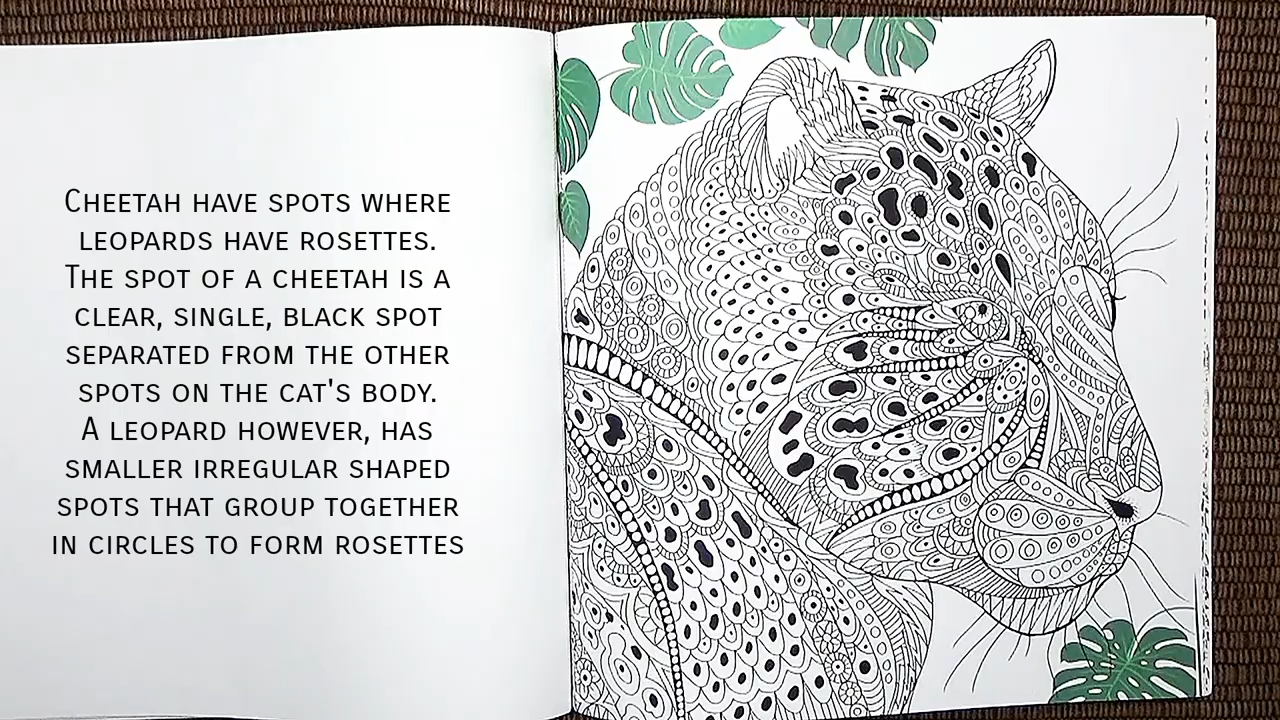 Cheetah have spots where
leopards have rosettes.
The spot of a cheetah is a
clear, single, black spot
separated from the other
spots on the cat's body.
A leopard however, has
smaller irregular shaped
spots that group together
in circles to form rosettes